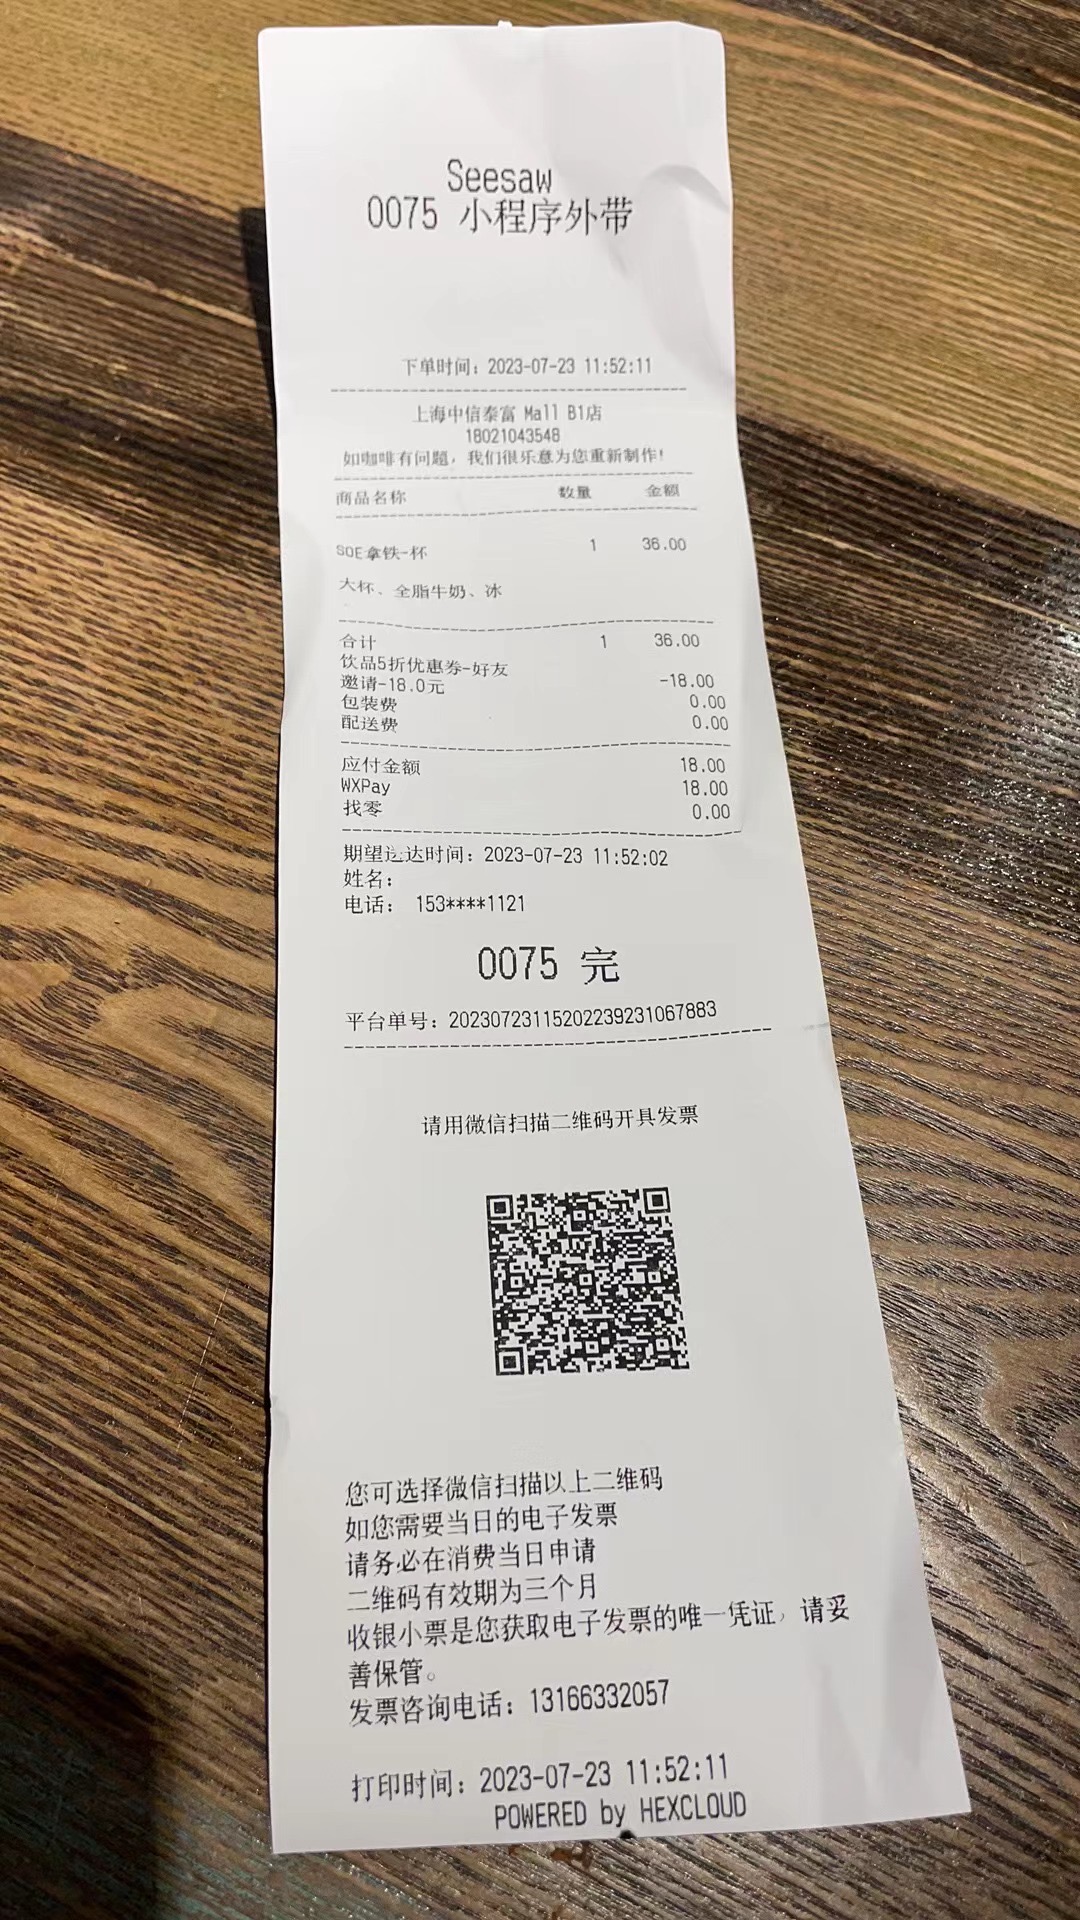 Seesaw
0075 小程序外带
下单时间：2023-07-23 11:52:11
上海中信泰富 Mall B1店
18021043548
如咖啡有问题，我们很乐意为您重新制作！
商品名称 数量 金额
SOE拿铁-杯 1 36.00
大杯、全脂牛奶、冰
合计 1 36.00
饮品5折优惠券-好友
邀请-18.0元 -18.00
包装费 0.00
配送费 0.00
应付金额 18.00
WXPay 18.00
找零 0.00
期望送达时间：2023-07-23 11:52:02
姓名：
电话： 153****1121
0075 完
平台单号：20230723115202239231067883
请用微信扫描二维码开具发票
您可选择微信扫描以上二维码
如您需要当日的电子发票
请务必在消费当日申请
二维码有效期为三个月
收银小票是您获取电子发票的唯一凭证，请妥
善保管。
发票咨询电话：13166332057
打印时间：2023-07-23 11:52:11
POWERED by HEXCLOUD